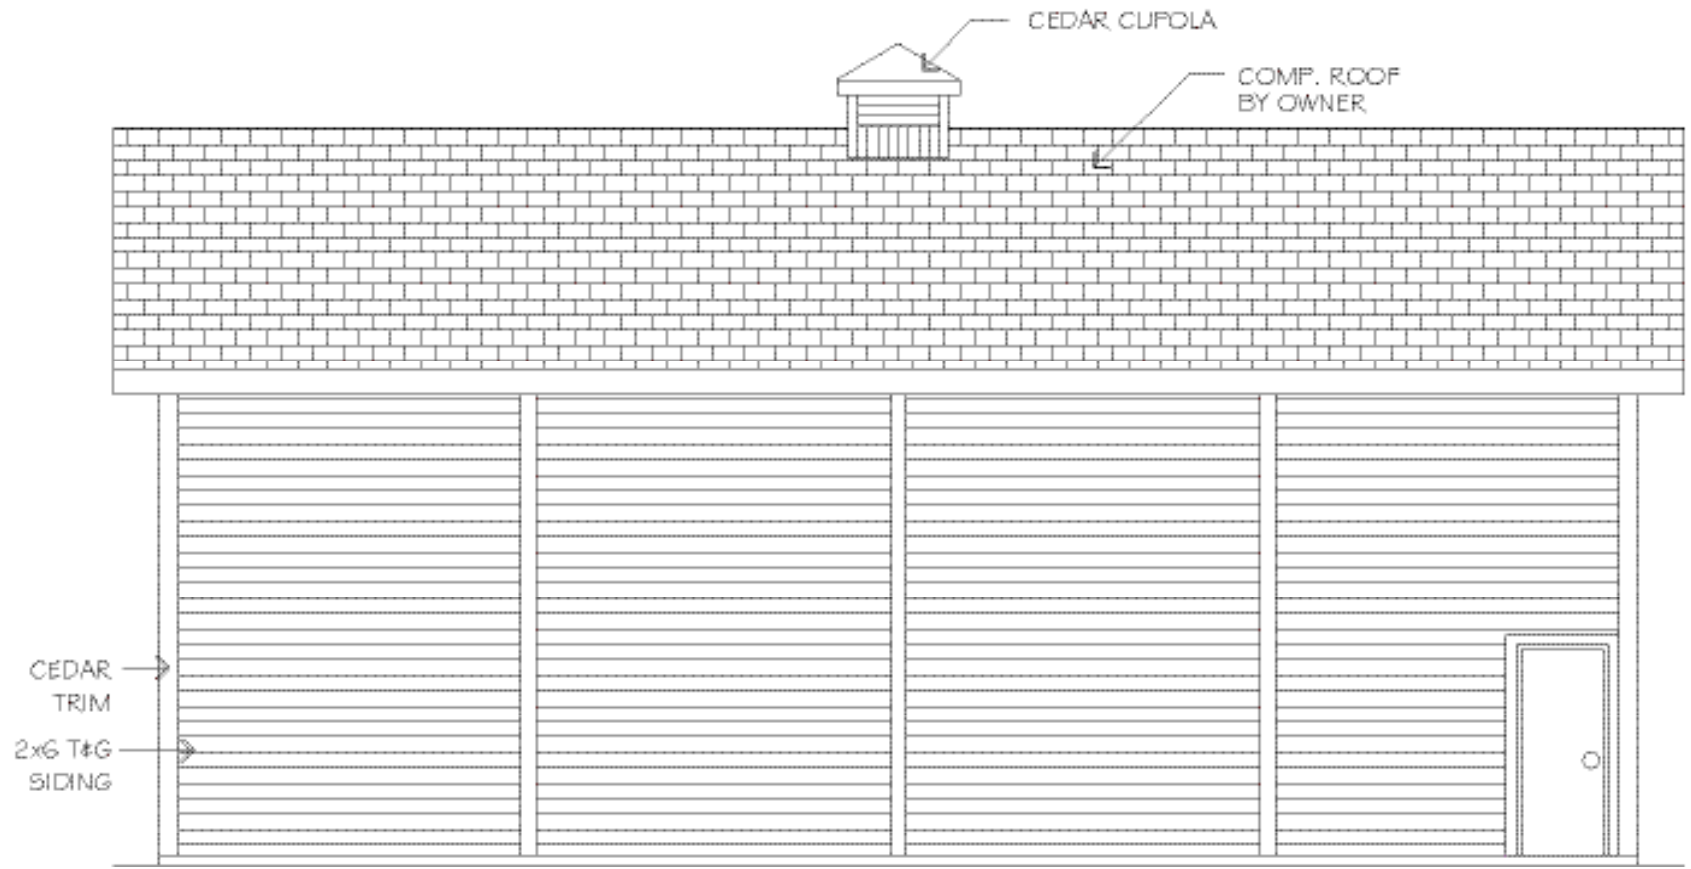 CEDAR CUPOLA
COMP. ROOF
BY OWNER
CEDAR
TRIM
2x6 T&G
SIDING